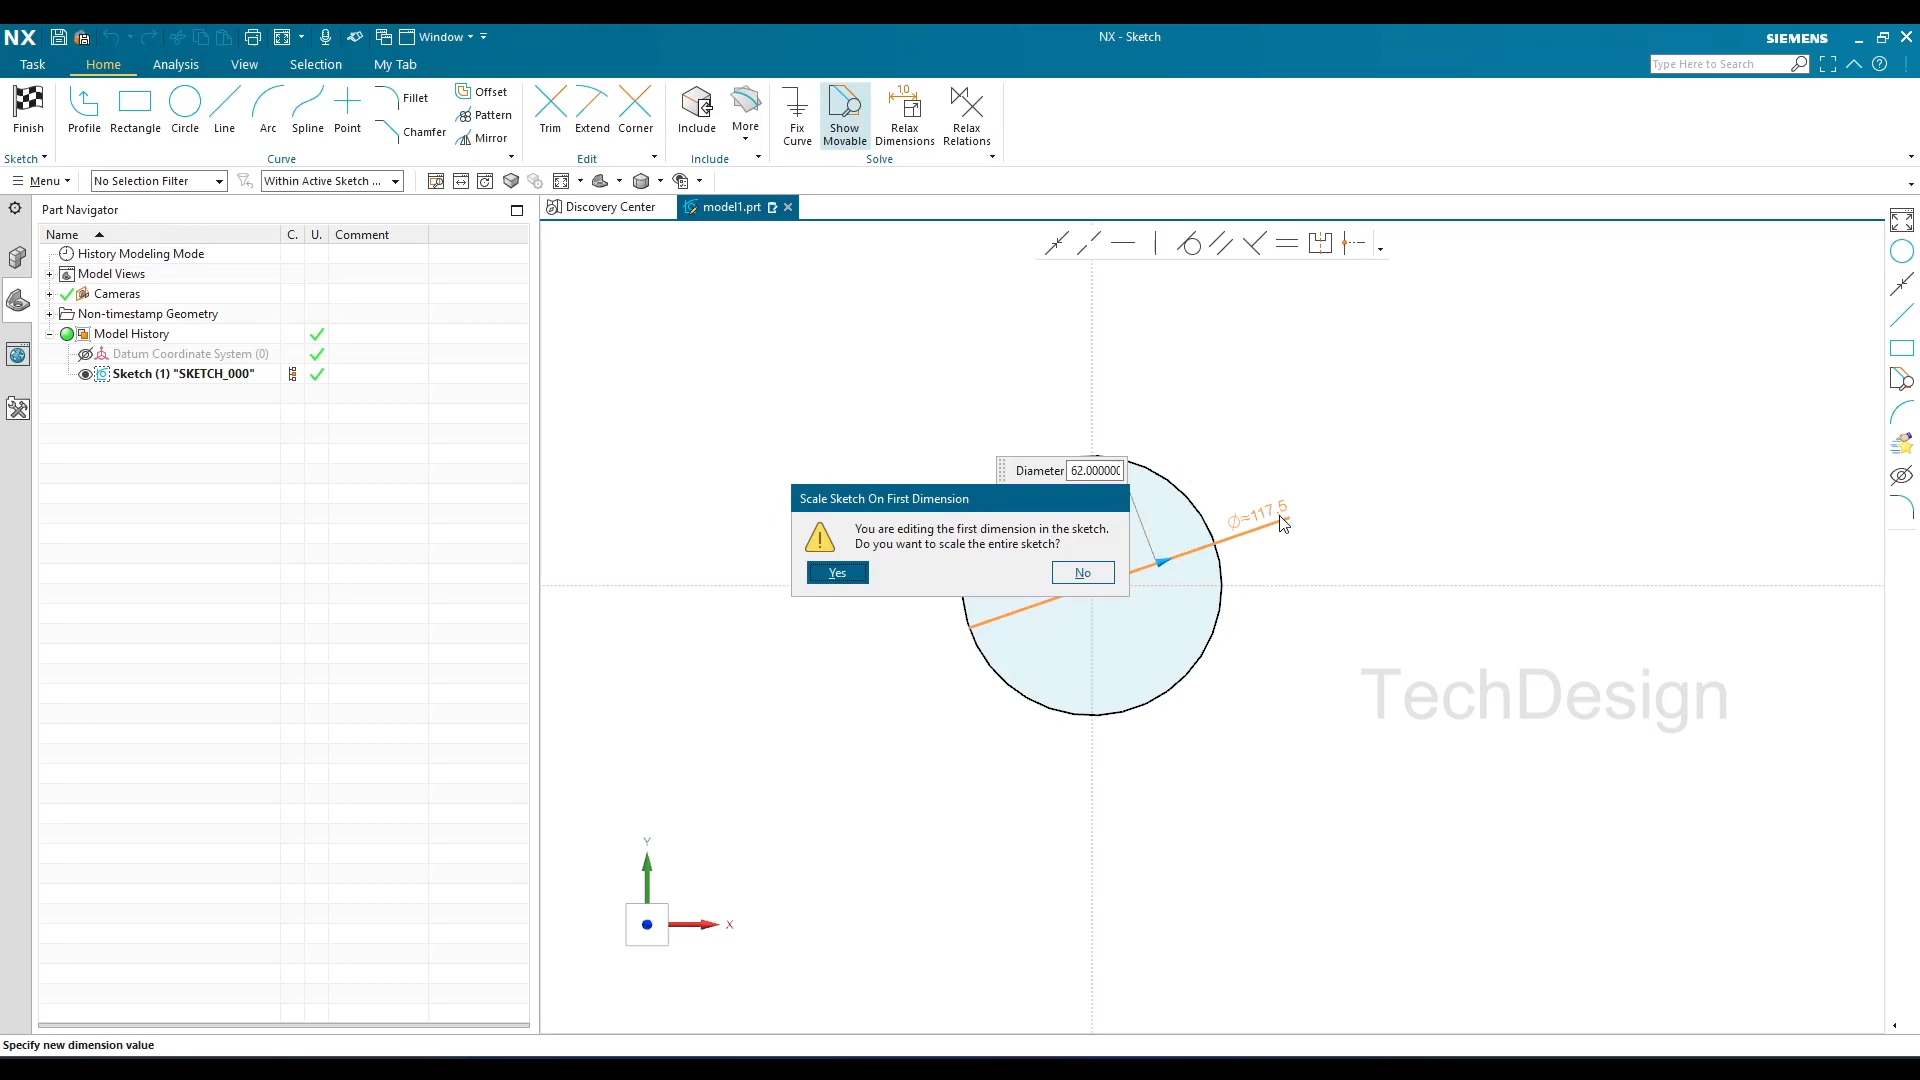 NX Window NX - Sketch SIEMENS
Task Home Analysis View Selection My Tab Type Here to Search
Finish Profile Rectangle Circle Line Arc Spline Point Fillet Chamfer Offset Pattern Mirror Trim Extend Corner Include More Fix Curve Show Movable Relax Dimensions Relax Relations
Sketch Curve Edit Include Solve
Menu No Selection Filter Within Active Sketch ...
Part Navigator
Discovery Center model1.prt
Name C. U. Comment
History Modeling Mode
Model Views
Cameras
Non-timestamp Geometry
Model History
Datum Coordinate System (0)
Sketch (1) "SKETCH_000"
Diameter 62.000000
Scale Sketch On First Dimension
You are editing the first dimension in the sketch.
Do you want to scale the entire sketch?
Yes No
Ø=117.5
TechDesign
Y
X
Specify new dimension value